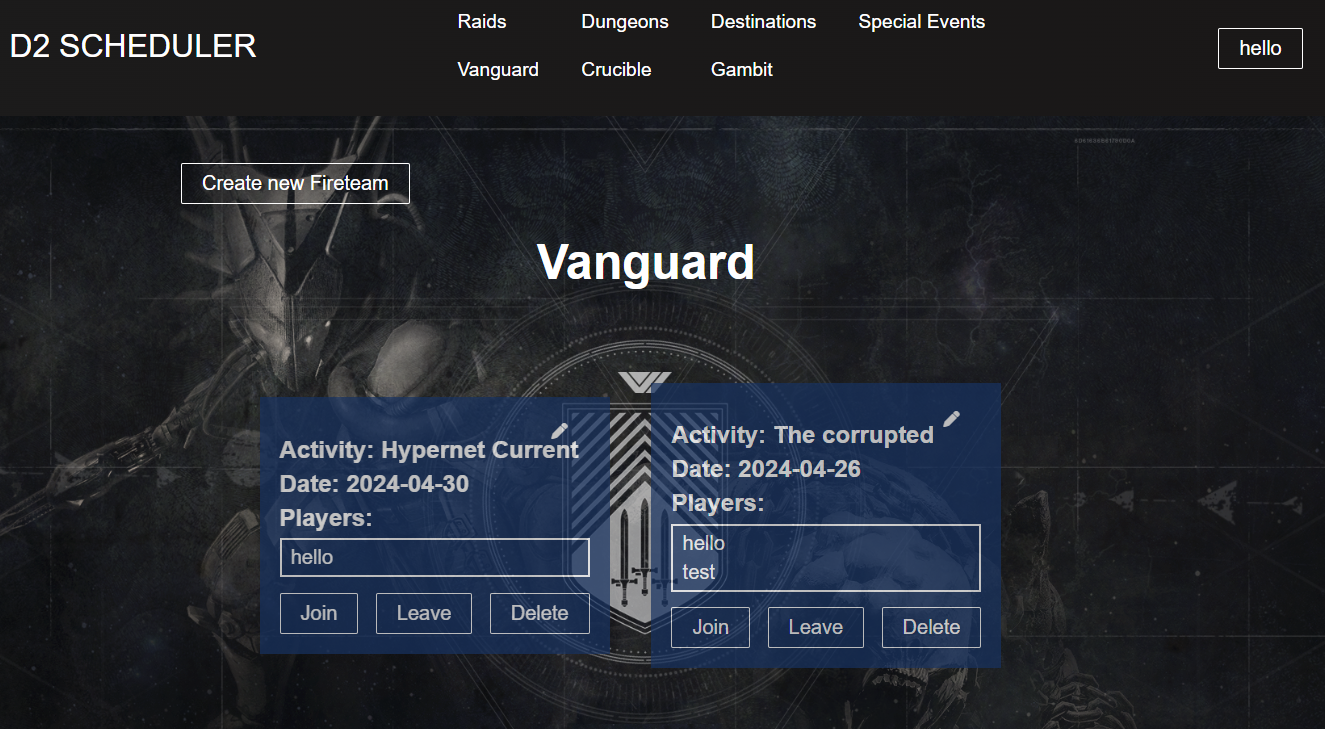 D2 SCHEDULER
Raids Dungeons Destinations Special Events
Vanguard Crucible Gambit
hello
Create new Fireteam
Vanguard
Activity: Hypernet Current
Date: 2024-04-30
Players:
hello
Join Leave Delete
Activity: The corrupted
Date: 2024-04-26
Players:
hello
test
Join Leave Delete